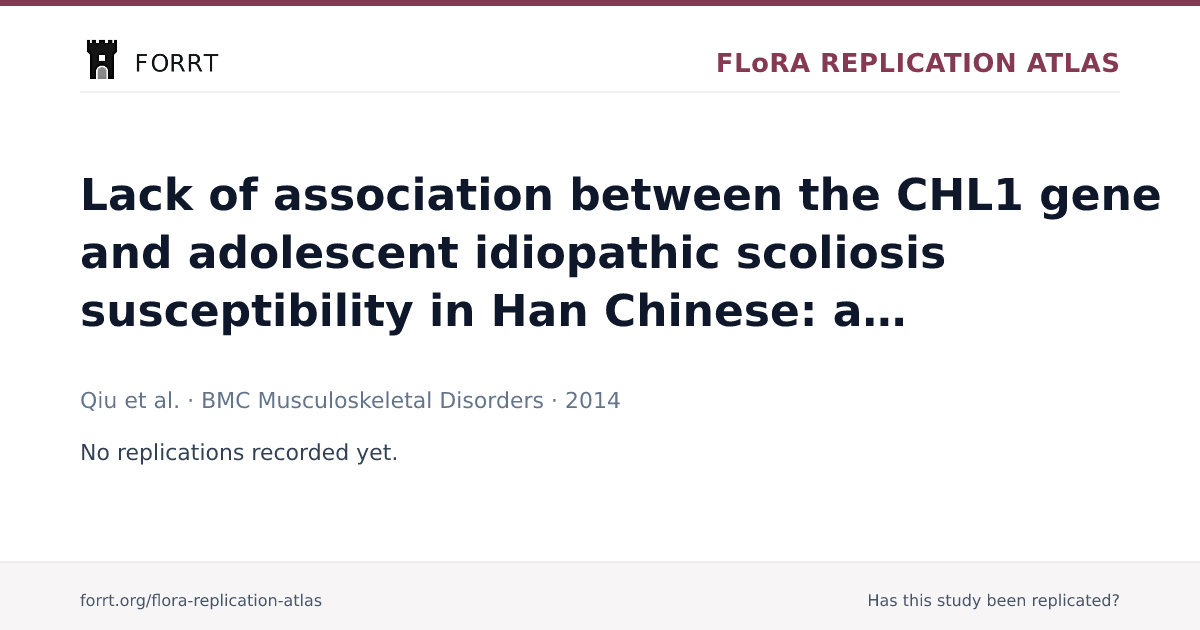 FORRT
FLoRA REPLICATION ATLAS
Lack of association between the CHL1 gene
and adolescent idiopathic scoliosis
susceptibility in Han Chinese: a…
Qiu et al. · BMC Musculoskeletal Disorders · 2014
No replications recorded yet.
forrt.org/flora-replication-atlas
Has this study been replicated?